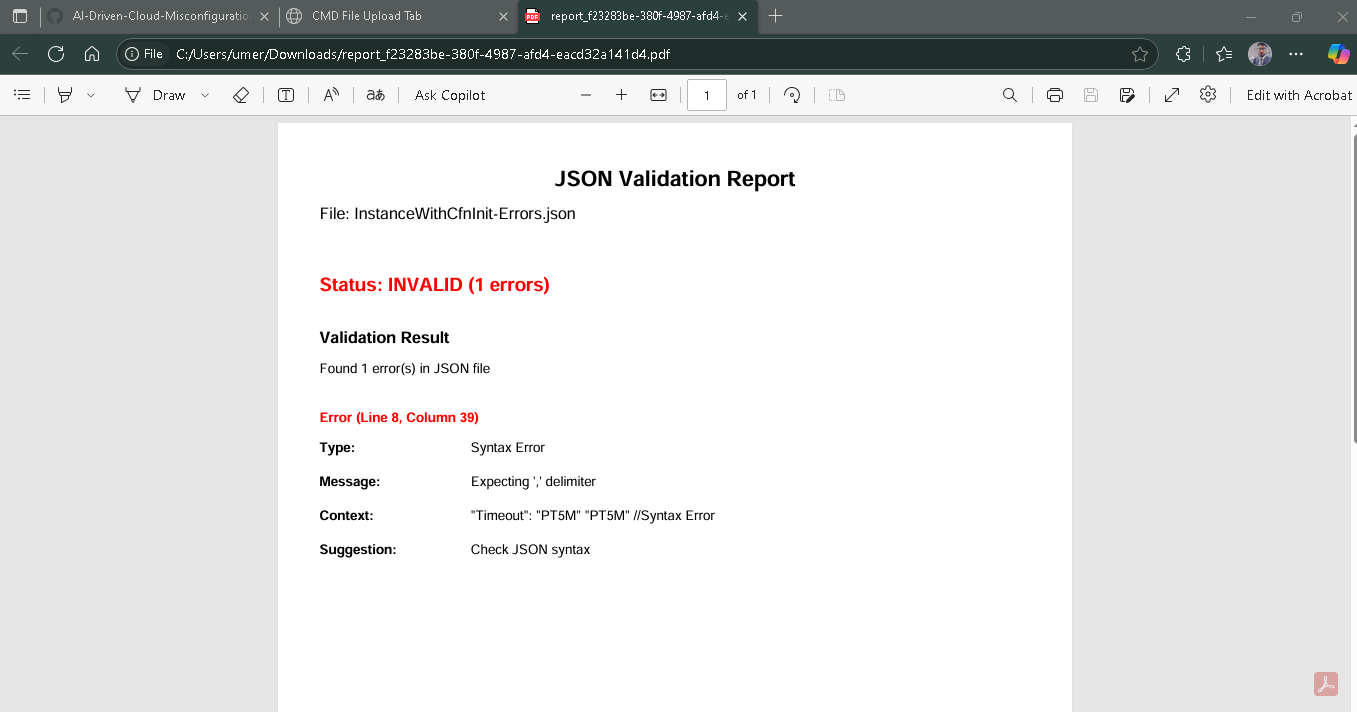 AI-Driven-Cloud-Misconfiguratio
CMD File Upload Tab
PDF
report_f23283be-380f-4987-afd4-e
File
C:/Users/umer/Downloads/report_f23283be-380f-4987-afd4-eacd32a141d4.pdf
Draw
T
A
aあ
Ask Copilot
1
of 1
Edit with Acrobat
JSON Validation Report
File: InstanceWithCfnInit-Errors.json
Status: INVALID (1 errors)
Validation Result
Found 1 error(s) in JSON file
Error (Line 8, Column 39)
Type: Syntax Error
Message: Expecting ',' delimiter
Context: "Timeout": "PT5M" "PT5M" //Syntax Error
Suggestion: Check JSON syntax